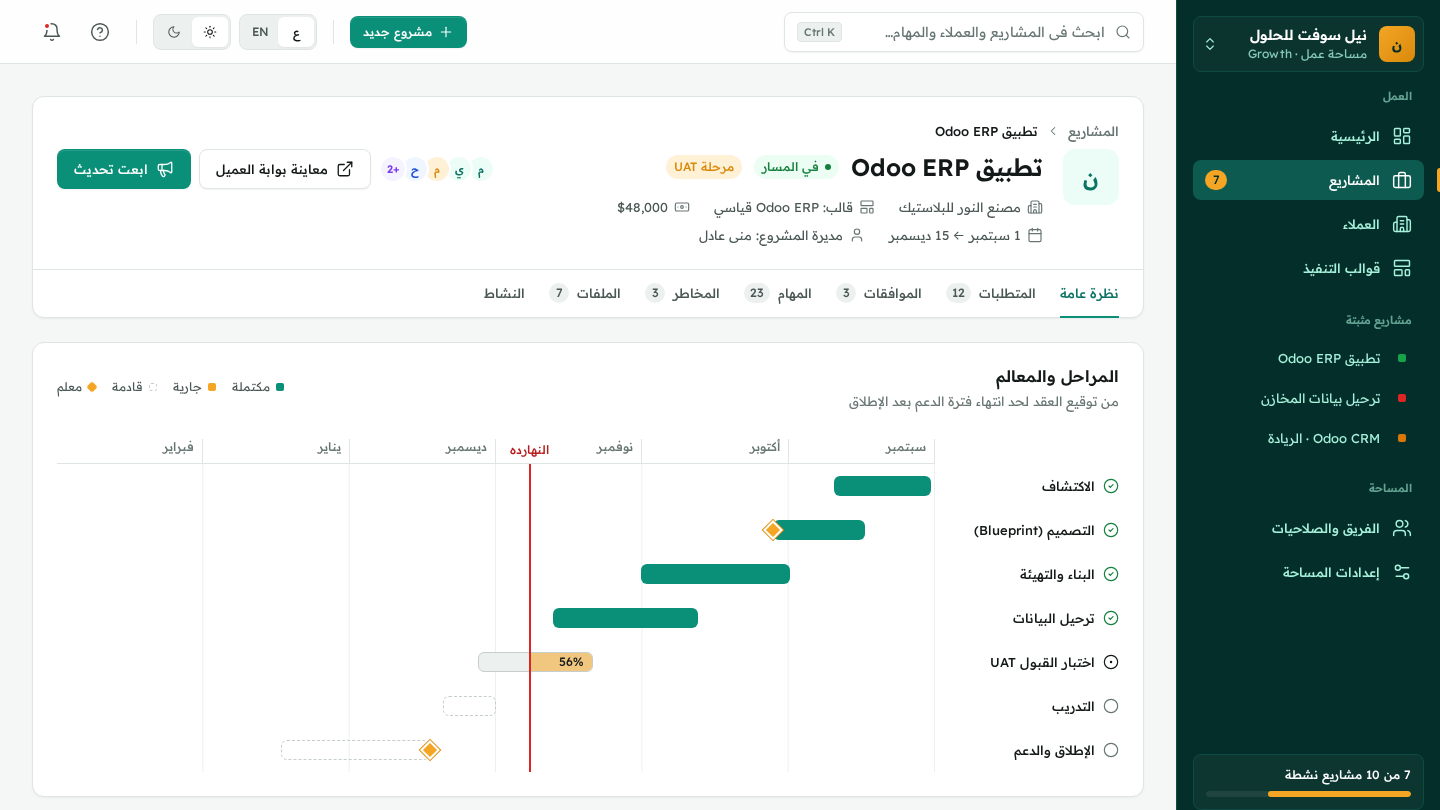 ن
نيل سوفت للحلول
مساحة عمل · Growth
العمل
الرئيسية
المشاريع
7
العملاء
قوالب التنفيذ
مشاريع مثبتة
تطبيق Odoo ERP
ترحيل بيانات المخازن
Odoo CRM · الريادة
المساحة
الفريق والصلاحيات
إعدادات المساحة
7 من 10 مشاريع نشطة
ابحث في المشاريع والعملاء والمهام...
Ctrl K
مشروع جديد
ع
EN
المشاريع
تطبيق Odoo ERP
ن
تطبيق Odoo ERP
في المسار
مرحلة UAT
م
ي
م
ح
+2
معاينة بوابة العميل
ابعت تحديث
مصنع النور للبلاستيك
قالب: Odoo ERP قياسي
$48,000
1 سبتمبر ← 15 ديسمبر
مديرة المشروع: منى عادل
نظرة عامة
المتطلبات 12
الموافقات 3
المهام 23
المخاطر 3
الملفات 7
النشاط
المراحل والمعالم
من توقيع العقد لحد انتهاء فترة الدعم بعد الإطلاق
مكتملة
جارية
قادمة
معلم
سبتمبر
أكتوبر
نوفمبر
النهارده
ديسمبر
يناير
فبراير
الاكتشاف
التصميم (Blueprint)
البناء والتهيئة
ترحيل البيانات
اختبار القبول UAT
56%
التدريب
الإطلاق والدعم